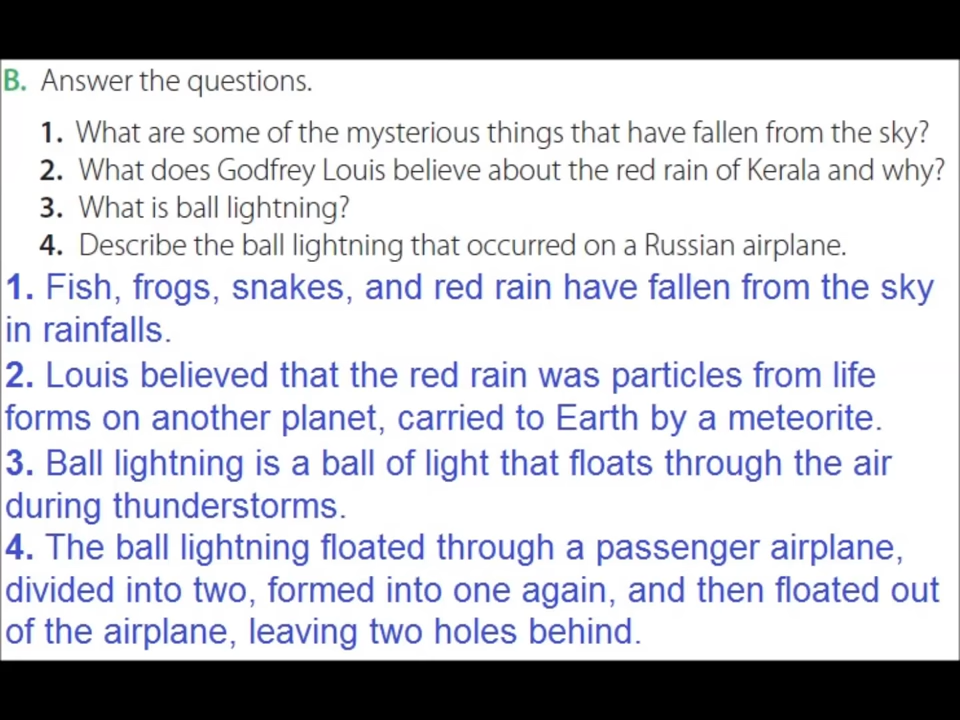 B. Answer the questions.
1. What are some of the mysterious things that have fallen from the sky?
2. What does Godfrey Louis believe about the red rain of Kerala and why?
3. What is ball lightning?
4. Describe the ball lightning that occurred on a Russian airplane.
1. Fish, frogs, snakes, and red rain have fallen from the sky
in rainfalls.
2. Louis believed that the red rain was particles from life
forms on another planet, carried to Earth by a meteorite.
3. Ball lightning is a ball of light that floats through the air
during thunderstorms.
4. The ball lightning floated through a passenger airplane,
divided into two, formed into one again, and then floated out
of the airplane, leaving two holes behind.